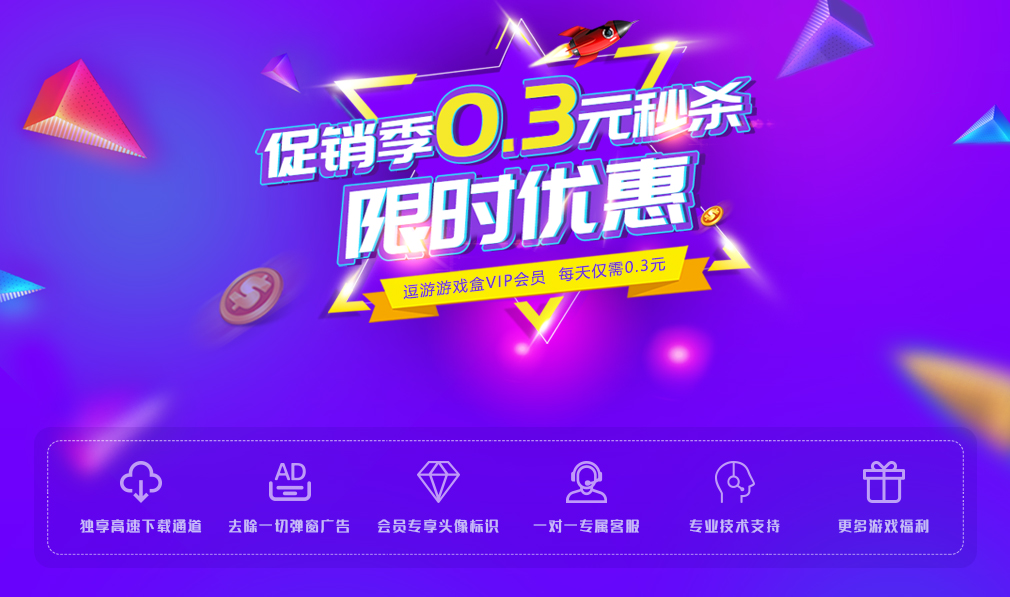 促销季0.3元秒杀
限时优惠
逗游游戏盒VIP会员 每天仅需0.3元
AD
独享高速下载通道
去除一切弹窗广告
会员专享头像标识
一对一专属客服
专业技术支持
更多游戏福利